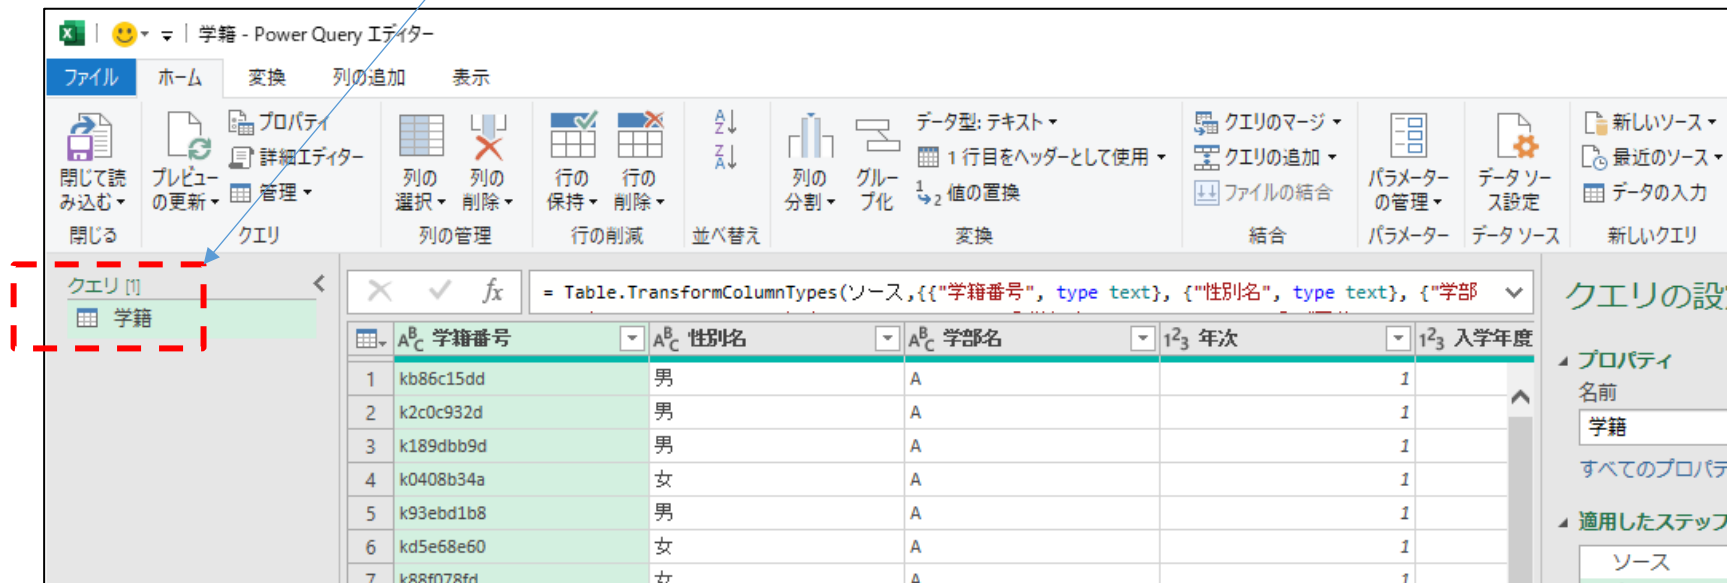 学籍 - Power Query エディター
ファイル ホーム 変換 列の追加 表示
閉じて読み込む
プレビューの更新
プロパティ
詳細エディター
管理
列の選択
列の削除
行の保持
行の削除
列の分割
グループ化
データ型: テキスト
1 行目をヘッダーとして使用
値の置換
クエリのマージ
クエリの追加
ファイルの結合
パラメーターの管理
データ ソース設定
新しいソース
最近のソース
データの入力
閉じる クエリ 列の管理 行の削減 並べ替え 変換 結合 パラメーター データ ソース 新しいクエリ
クエリ [1]
学籍
fx = Table.TransformColumnTypes(ソース,{{"学籍番号", type text}, {"性別名", type text}, {"学部
ABC 学籍番号 ABC 性別名 ABC 学部名 123 年次 123 入学年度
1 kb86c15dd 男 A 1
2 k2c0c932d 男 A 1
3 k189dbb9d 男 A 1
4 k0408b34a 女 A 1
5 k93ebd1b8 男 A 1
6 kd5e68e60 女 A 1
7 k88f078fd 女 A 1
クエリの設
プロパティ
名前
学籍
すべてのプロパテ
適用したステップ
ソース